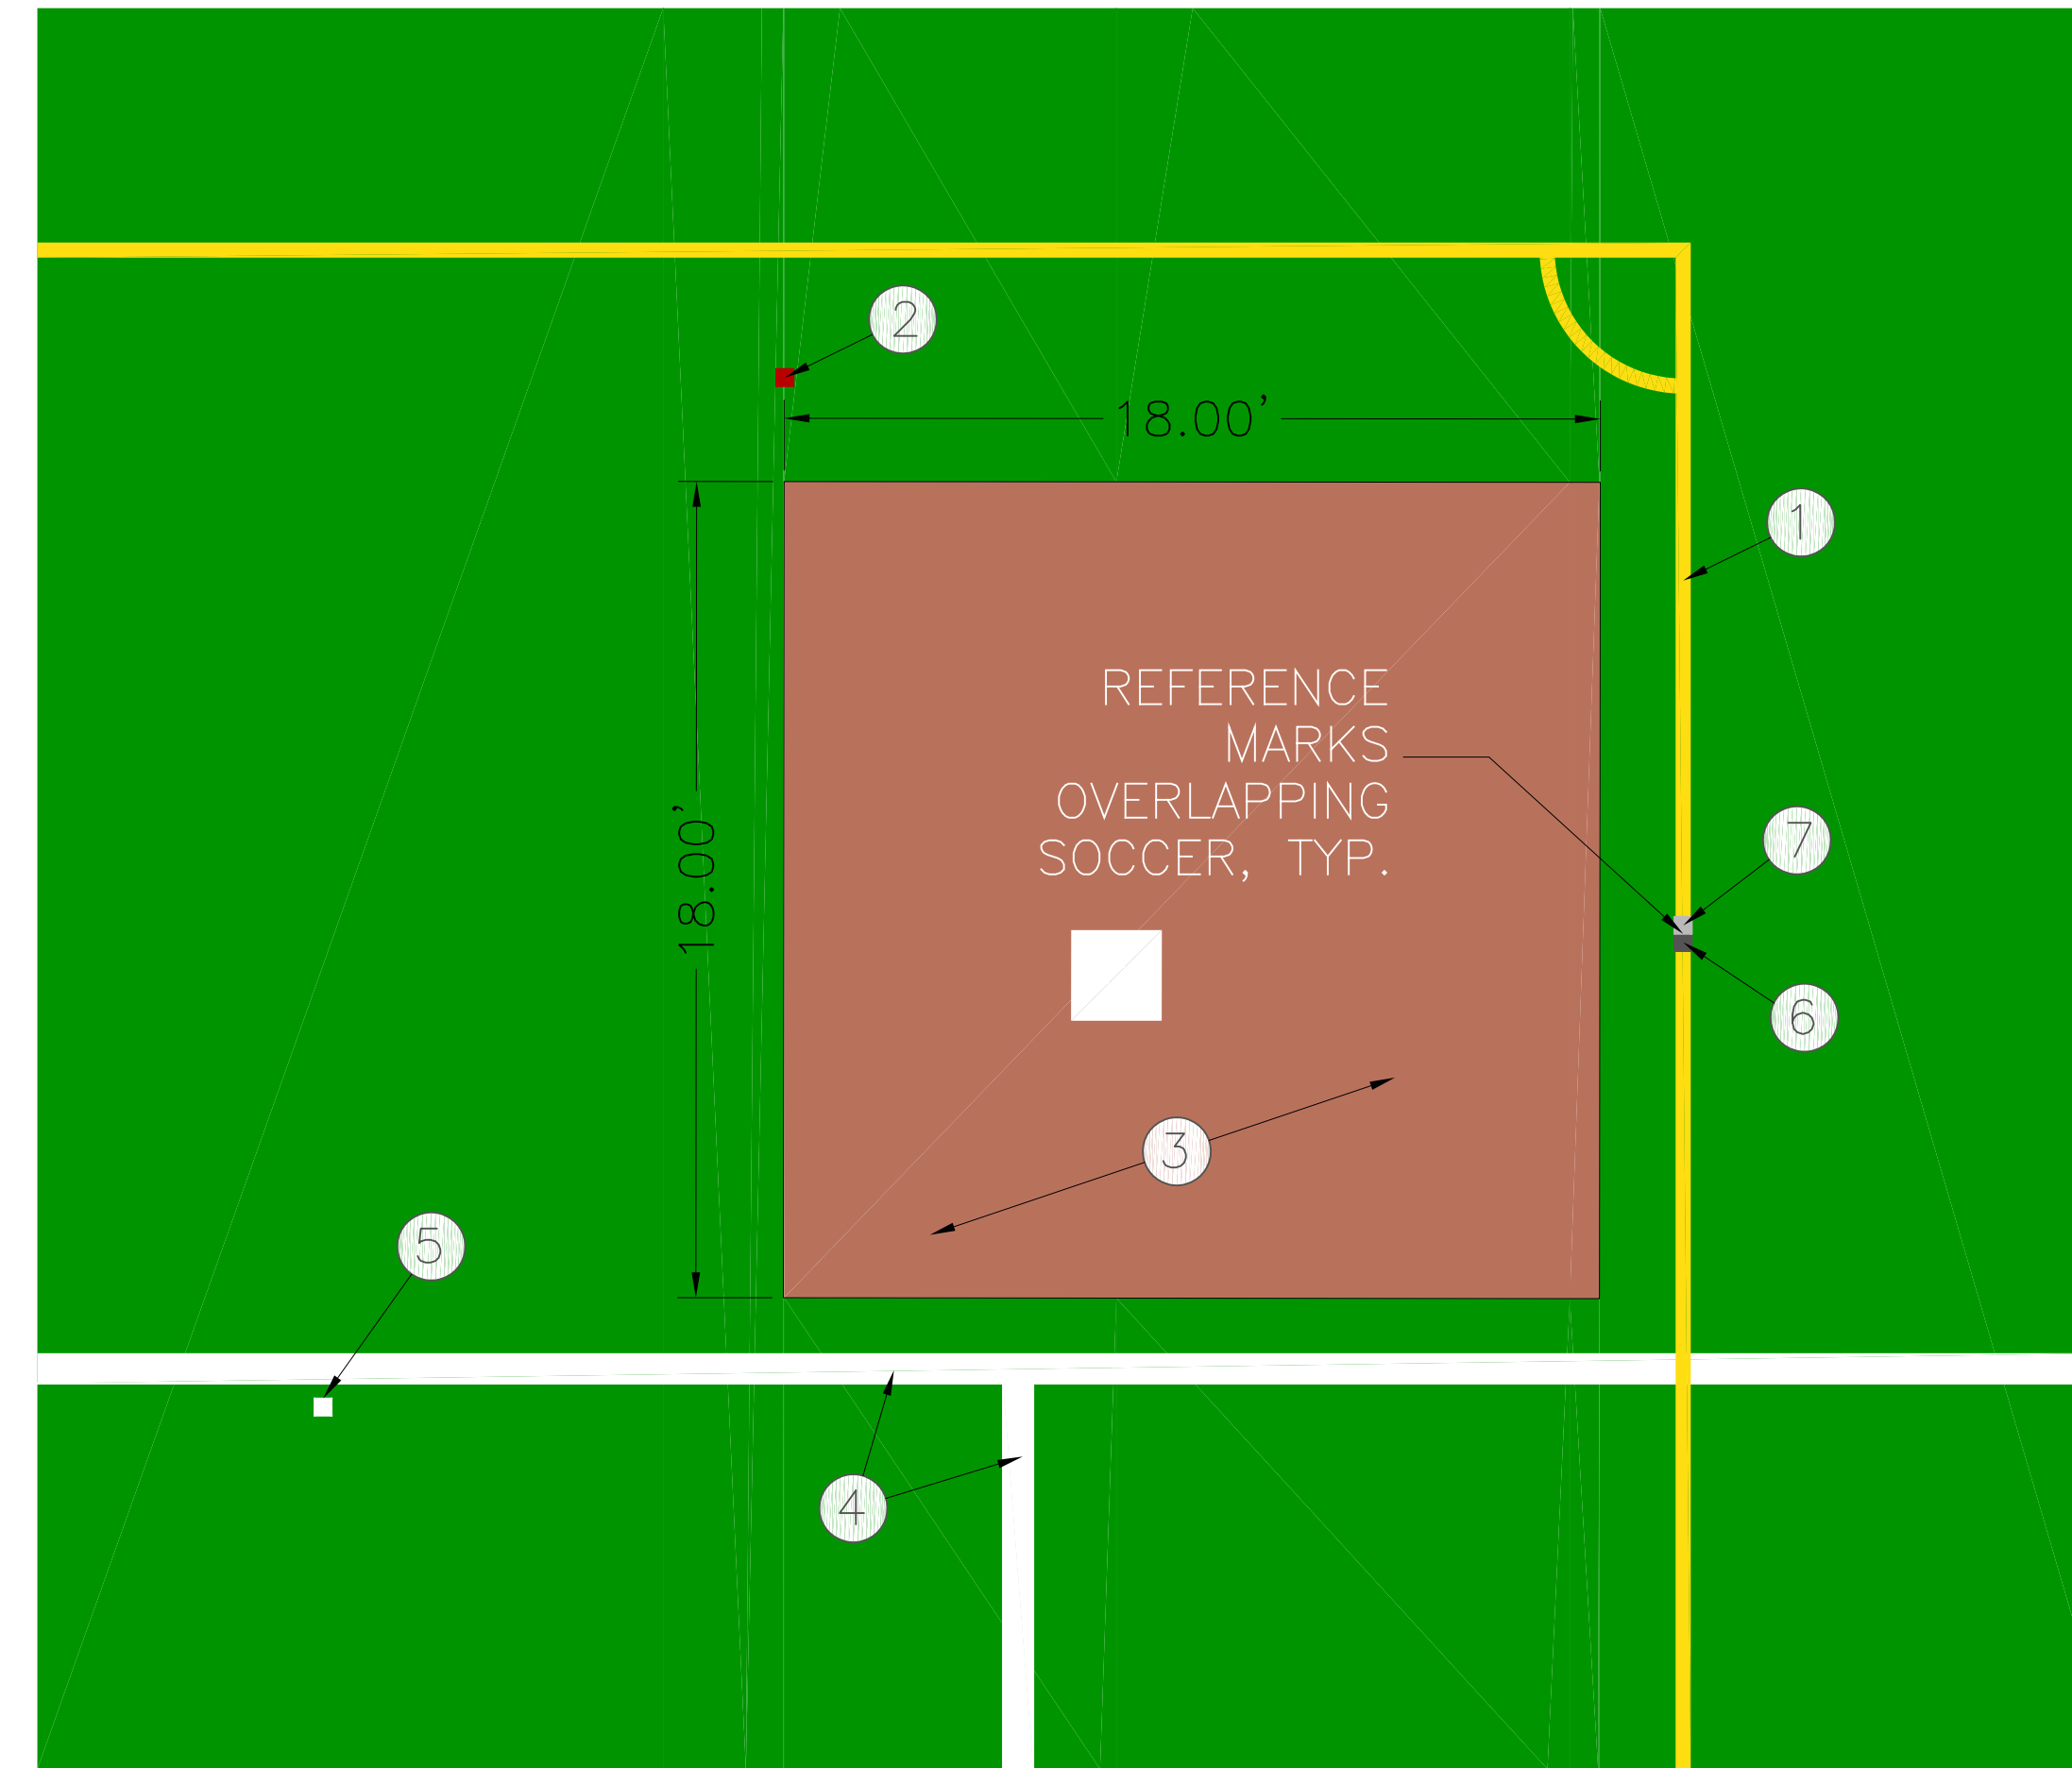 2
18.00'
1
REFERENCE
MARKS
OVERLAPPING
SOCCER, TYP.
18.00'
7
6
3
5
4